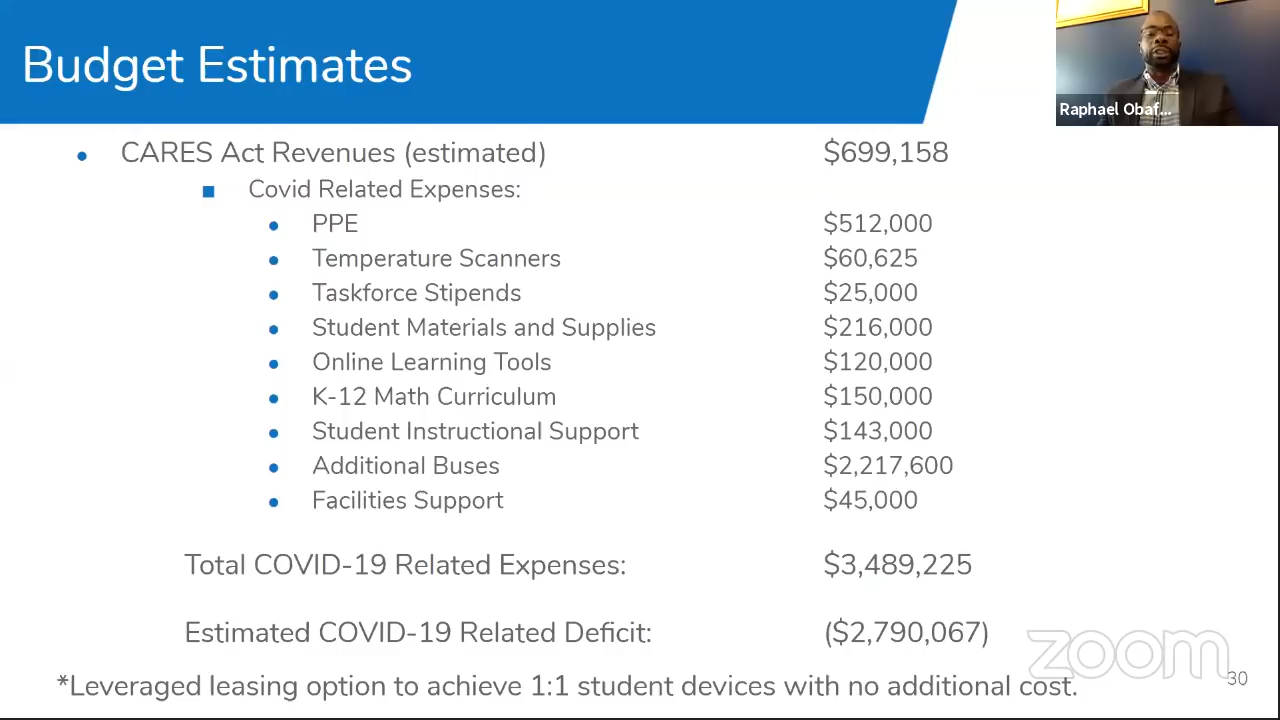 Budget Estimates
Raphael Obaf...
CARES Act Revenues (estimated) $699,158
Covid Related Expenses:
PPE $512,000
Temperature Scanners $60,625
Taskforce Stipends $25,000
Student Materials and Supplies $216,000
Online Learning Tools $120,000
K-12 Math Curriculum $150,000
Student Instructional Support $143,000
Additional Buses $2,217,600
Facilities Support $45,000
Total COVID-19 Related Expenses: $3,489,225
Estimated COVID-19 Related Deficit: ($2,790,067)
zoom
30
*Leveraged leasing option to achieve 1:1 student devices with no additional cost.